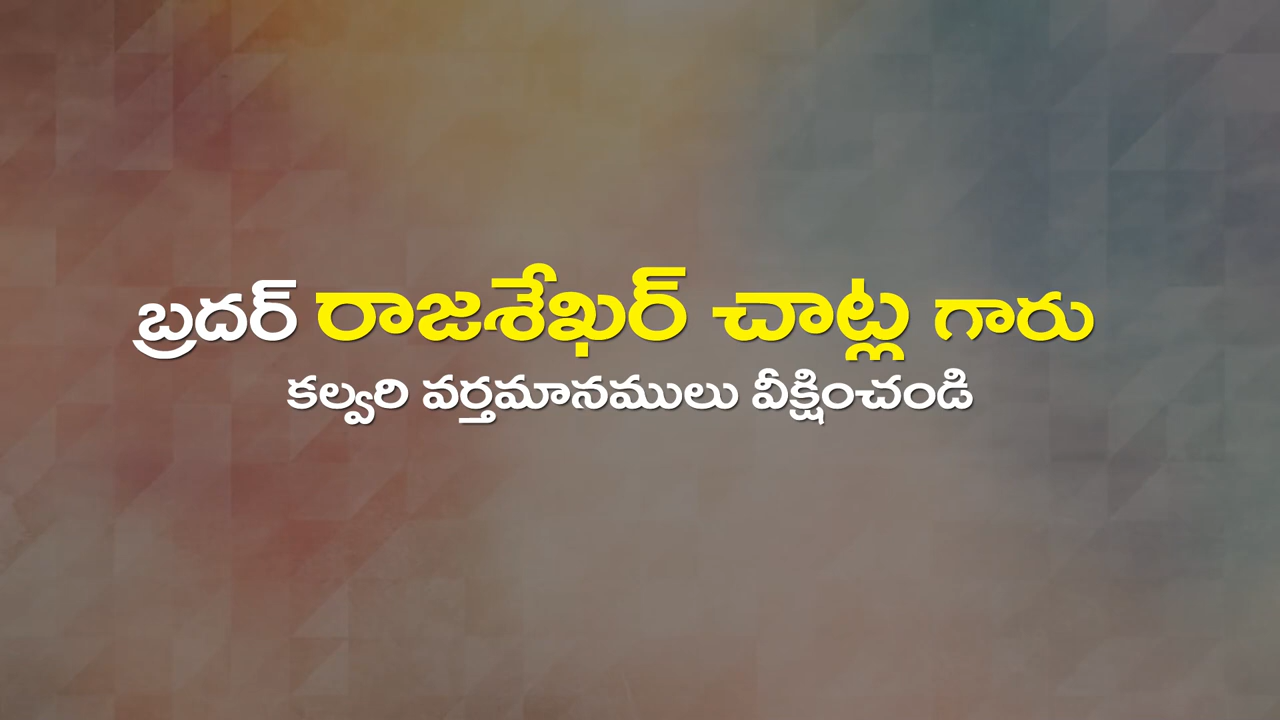 బ్రదర్ రాజశేఖర్ చాట్ల గారు
కల్వరి వర్తమానములు వీక్షించండి